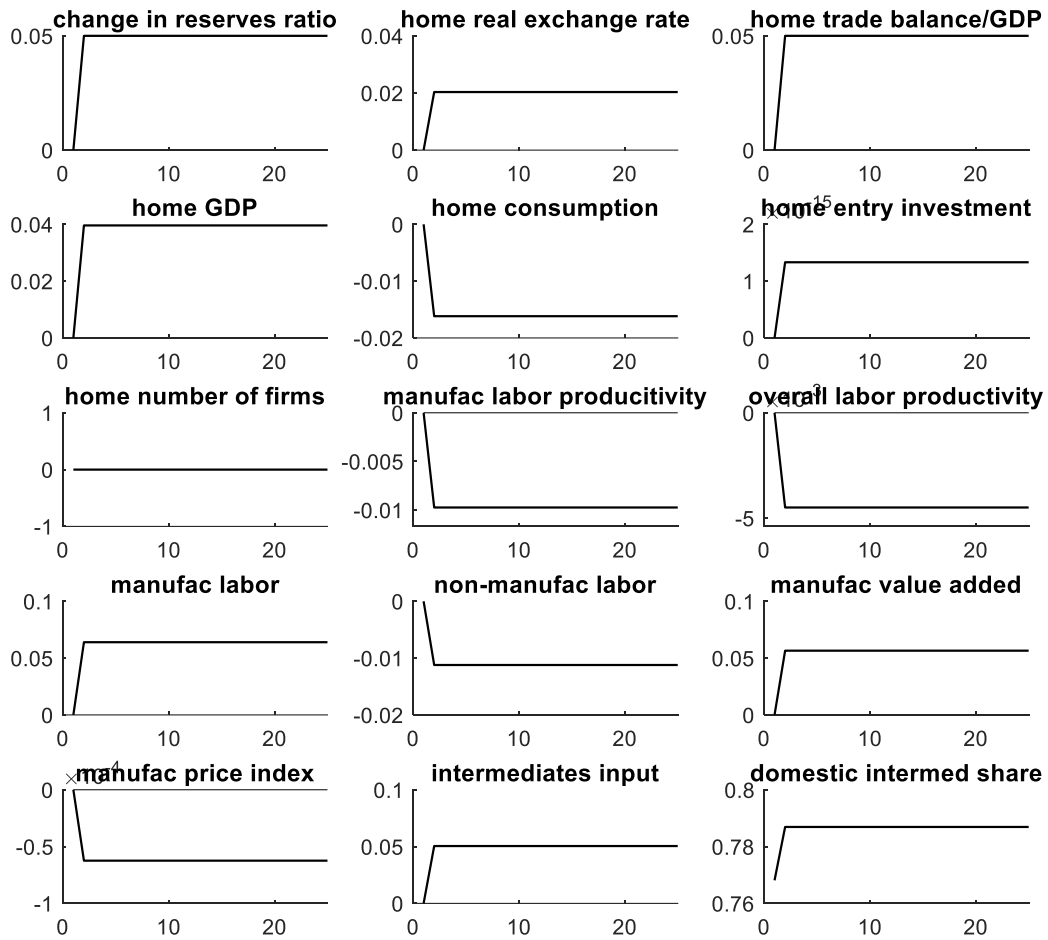 change in reserves ratio
0.05
0
0 10 20
home real exchange rate
0.04
0.02
0
0 10 20
home trade balance/GDP
0.05
0
0 10 20
home GDP
0.04
0.02
0
0 10 20
home consumption
0
-0.01
-0.02
0 10 20
×10-15
home entry investment
2
1
0
0 10 20
home number of firms
1
0
-1
0 10 20
manufac labor producitivity
0
-0.005
-0.01
0 10 20
×10-3
overall labor productivity
0
-5
0 10 20
manufac labor
0.1
0.05
0
0 10 20
non-manufac labor
0
-0.01
-0.02
0 10 20
manufac value added
0.1
0.05
0
0 10 20
×10-4
manufac price index
0
-0.5
-1
0 10 20
intermediates input
0.1
0.05
0
0 10 20
domestic intermed share
0.8
0.78
0.76
0 10 20